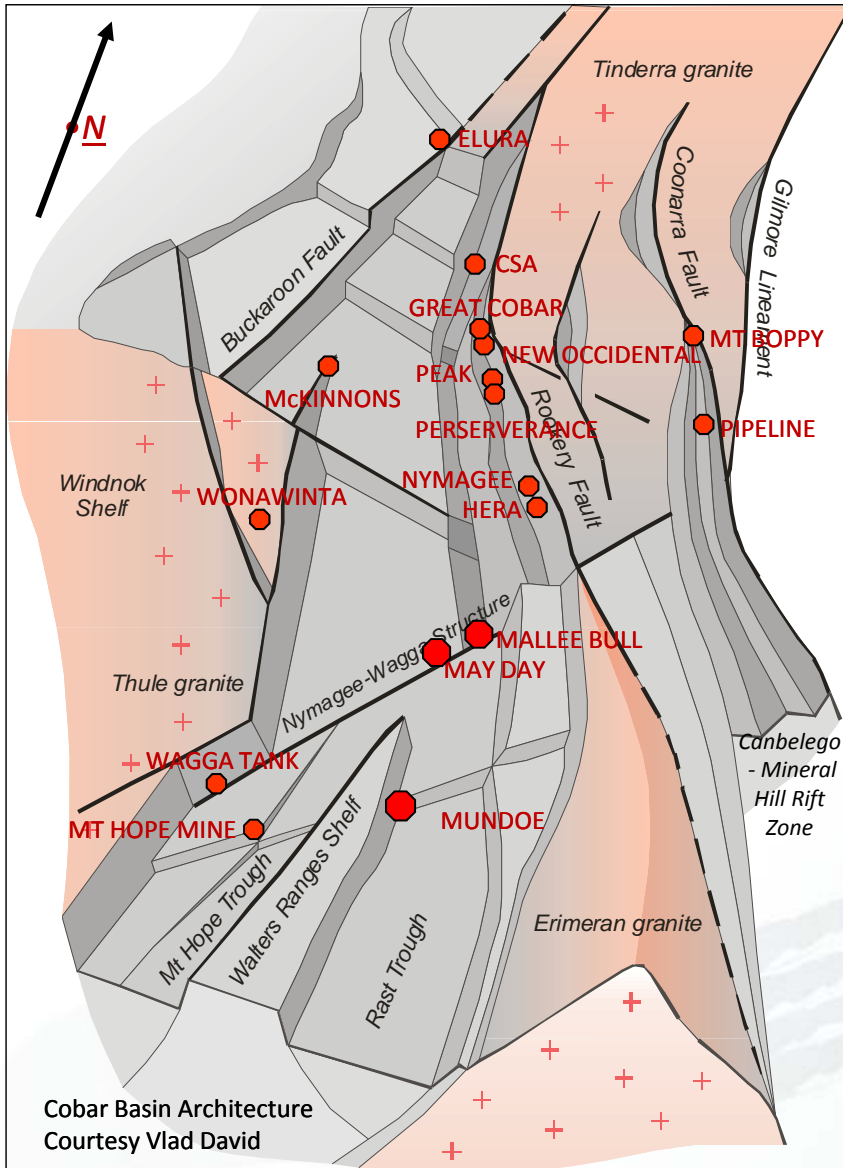 Tinderra granite
N
ELURA
Coonarra Fault
Gilmore Lineament
Buckaroon Fault
CSA
GREAT COBAR
MT BOPPY
NEW OCCIDENTAL
PEAK
McKINNONS
PERSERVERANCE
Rookery Fault
PIPELINE
Windnok
Shelf
NYMAGEE
WONAWINTA
HERA
Nymagee-Wagga Structure
MALLEE BULL
MAY DAY
Thule granite
WAGGA TANK
Canbelego
- Mineral
Hill Rift
Zone
MT HOPE MINE
MUNDOE
Mt Hope Trough
Walters Ranges Shelf
Rast Trough
Erimeran granite
Cobar Basin Architecture
Courtesy Vlad David